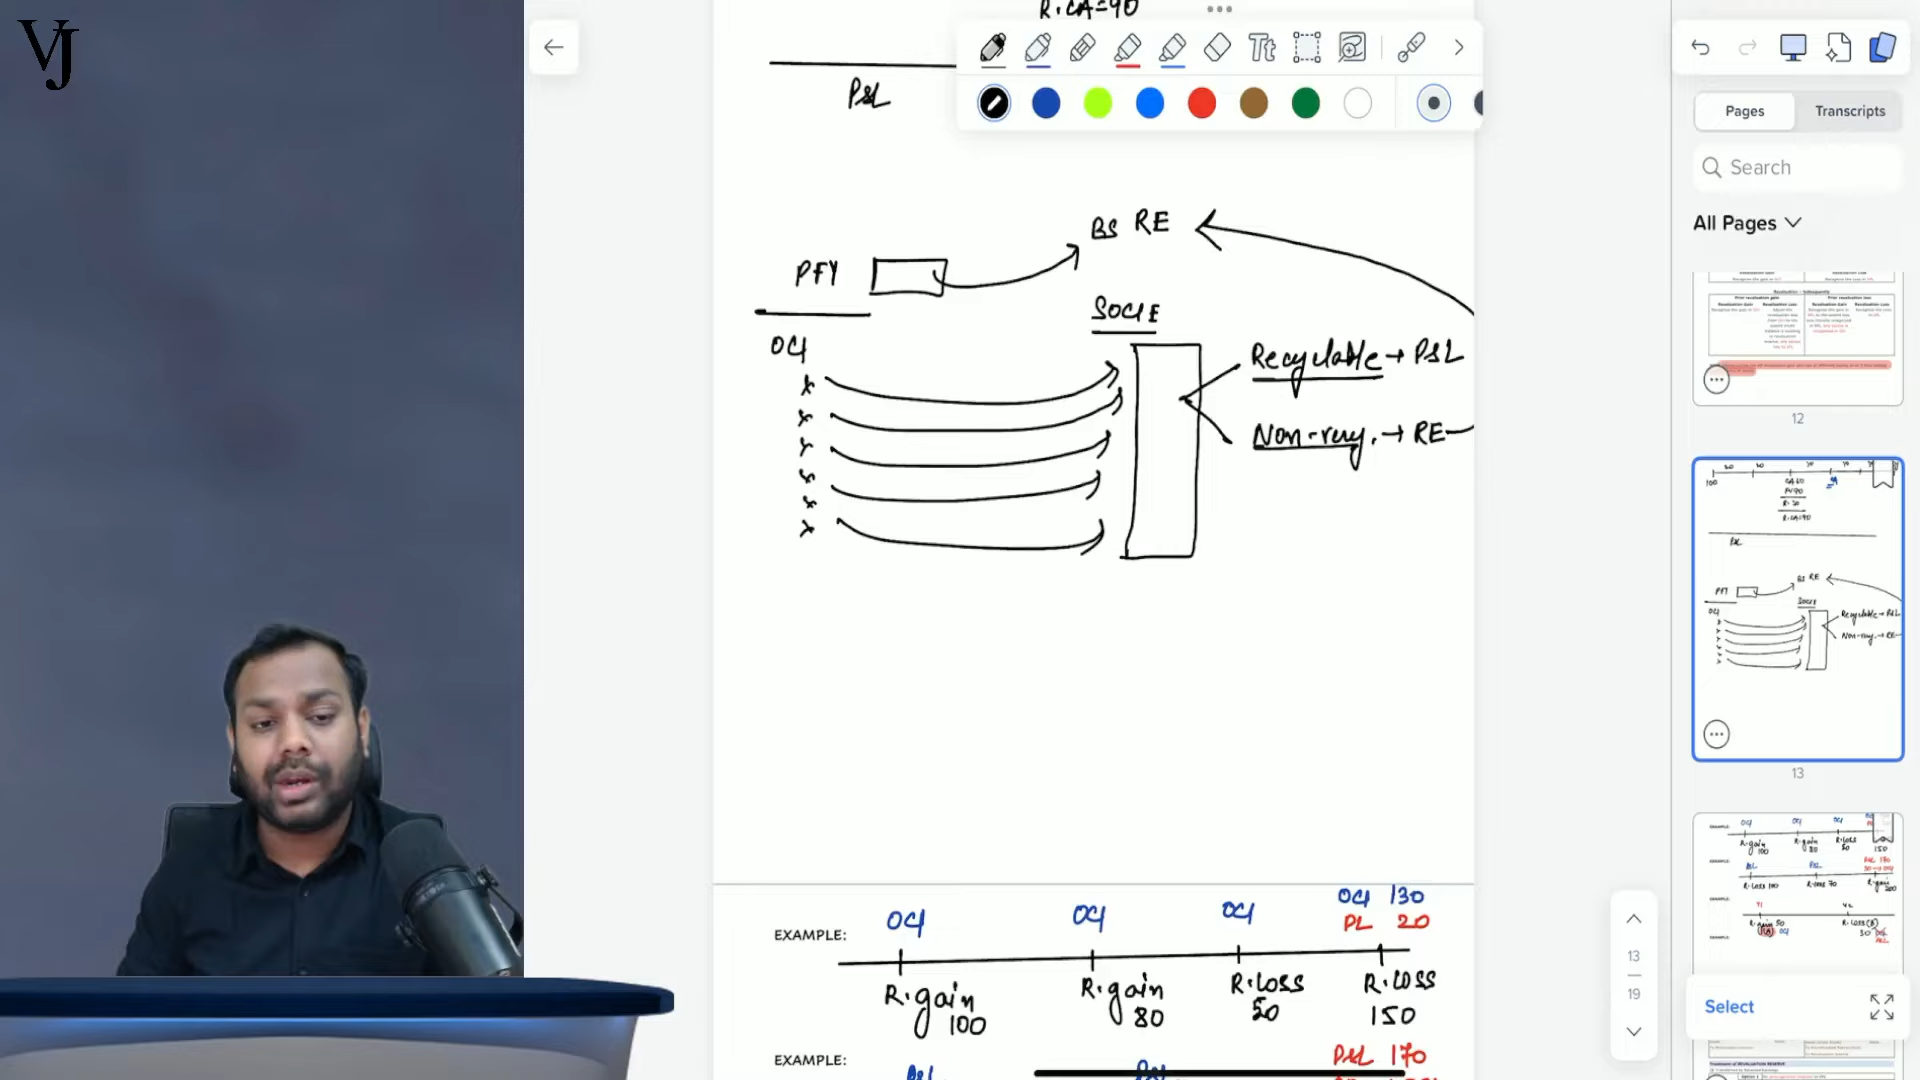 VJ
R.CA=90
P&L
Tt
Pages
Transcripts
Search
All Pages
BS RE
PFY
SOCIE
OCI
Recyclable → P&L
Non-recy. → RE
12
13
EXAMPLE:
OCI
OCI
OCI
OCI 130
PL 20
R.gain
100
R.gain
80
R.loss
50
R.loss
150
EXAMPLE:
P&L
P&L
P&L 170
13
19
Select